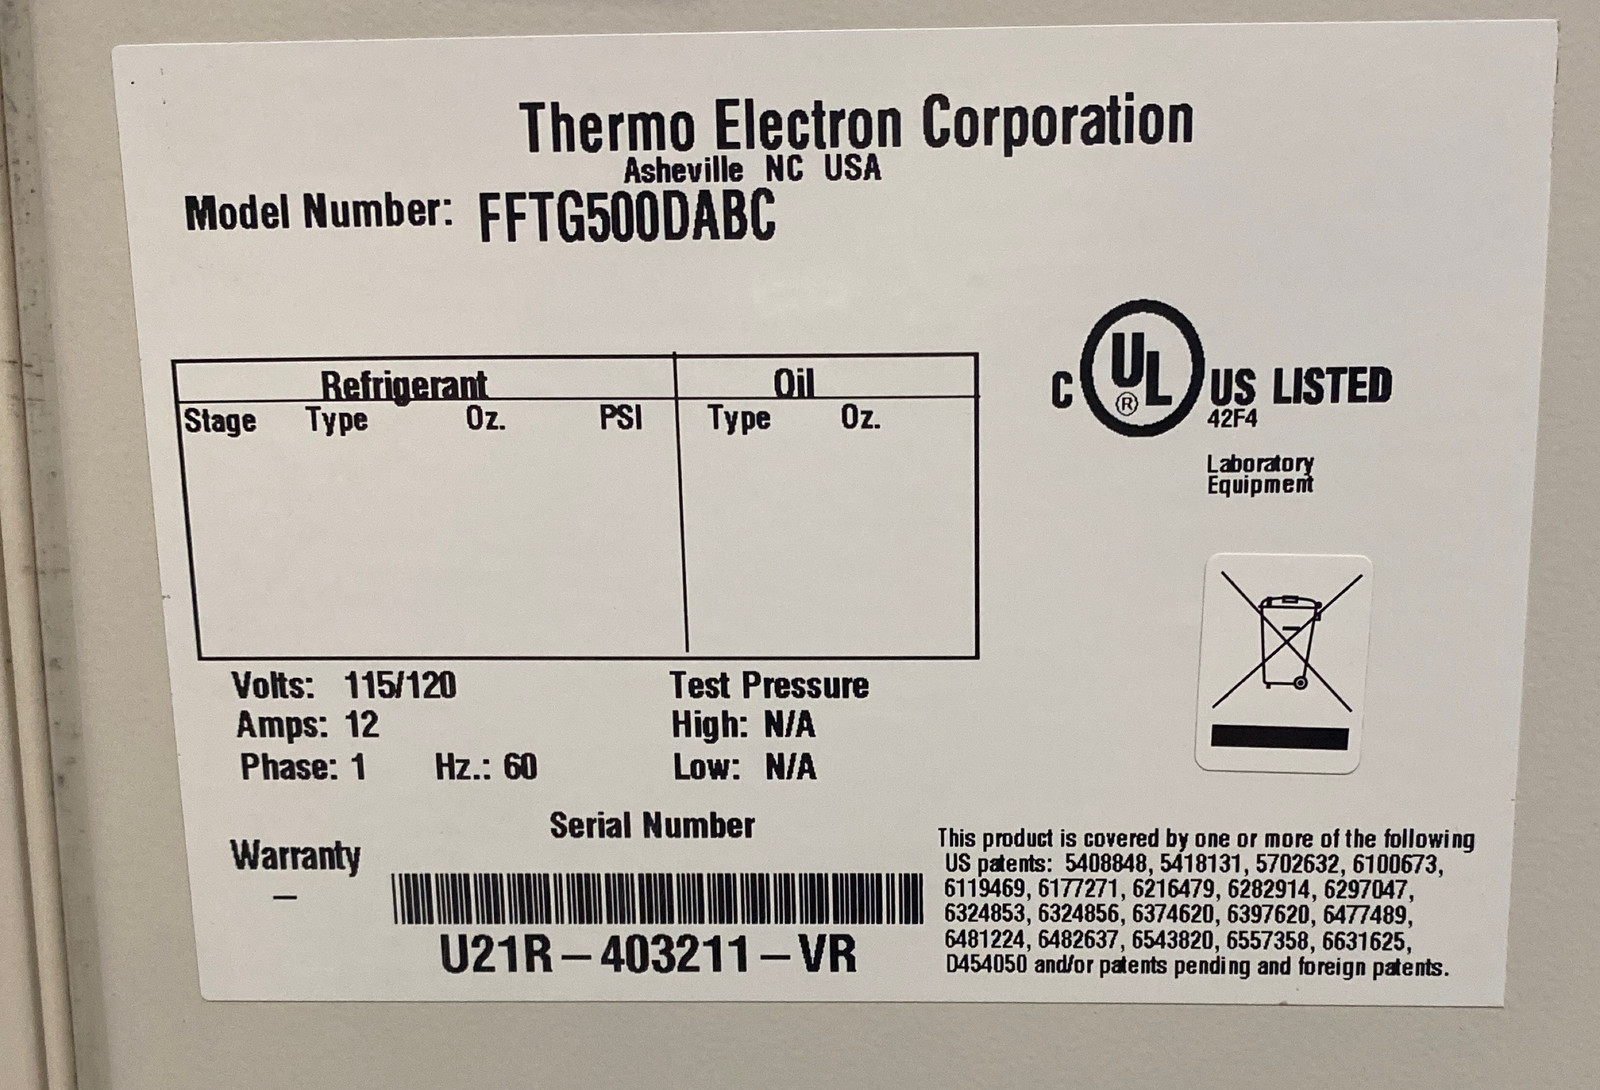 Thermo Electron Corporation
Asheville NC USA
Model Number: FFTG500DABC
Refrigerant Oil
Stage Type Oz. PSI Type Oz.
C UL ® US LISTED
42F4
Laboratory
Equipment
Volts: 115/120 Test Pressure
Amps: 12 High: N/A
Phase: 1 Hz.: 60 Low: N/A
Serial Number
Warranty
–
U21R–403211–VR
This product is covered by one or more of the following
US patents: 5408848, 5418131, 5702632, 6100673,
6119469, 6177271, 6216479, 6282914, 6297047,
6324853, 6324856, 6374620, 6397620, 6477489,
6481224, 6482637, 6543820, 6557358, 6631625,
D454050 and/or patents pending and foreign patents.